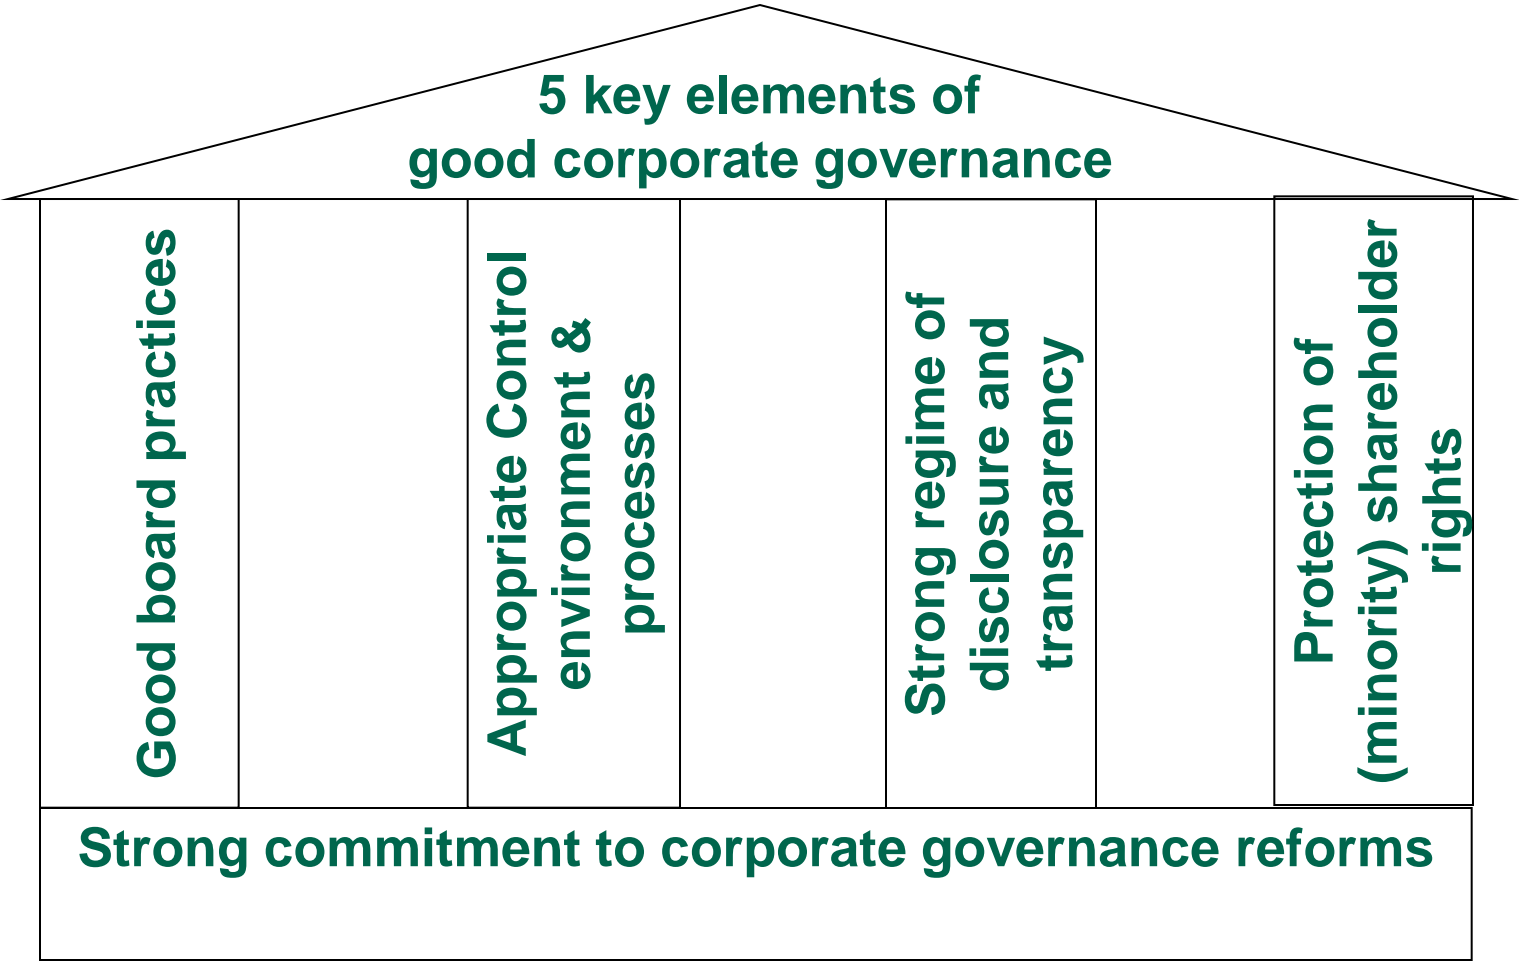 5 key elements of
good corporate governance
Good board practices
Appropriate Control
environment &
processes
Strong regime of
disclosure and
transparency
Protection of
(minority) shareholder
rights
Strong commitment to corporate governance reforms